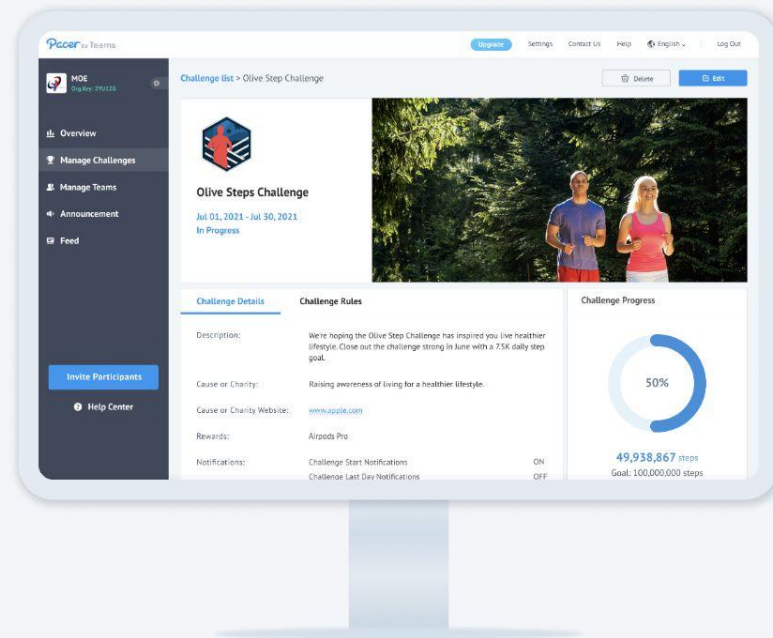 Pacer for Teams
Upgrade
Settings
Contact Us
Help
English
Log Out
MOE
Challenge list > Olive Step Challenge
Delete
Edit
Overview
Manage Challenges
Manage Teams
Announcement
Feed
Invite Participants
Help Center
Olive Steps Challenge
Jul 01, 2021 - Jul 30, 2021
In Progress
Challenge Details
Challenge Rules
Description:
We're hoping the Olive Step Challenge has inspired you live healthier
lifestyle. Close out the challenge strong in June with a 7.5K daily step
goal.
Cause or Charity:
Raising awareness of living for a healthier lifestyle.
Cause or Charity Website:
www.apple.com
Rewards:
Airpods Pro
Notifications:
Challenge Start Notifications
ON
Challenge Last Day Notifications
OFF
Challenge Progress
50%
49,938,867 steps
Goal: 100,000,000 steps